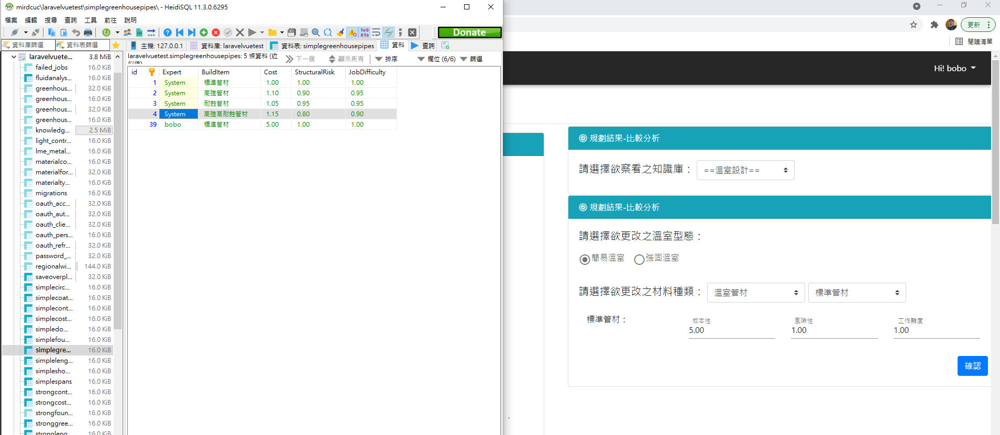 mirdcuc\laravelvuetest\simplegreenhousepipes\ - HeidiSQL 11.3.0.6295
檔案 編輯 搜尋 查詢 工具 前往 說明
Donate
資料庫篩選 資料表篩選
主機: 127.0.0.1 資料庫: laravelvuetest 資料表: simplegreenhousepipes 資料 查詢
laravelvuetest.simplegreenhousepipes: 5 條資料 (近
下一個 顯示所有 排序 欄位 (6/6) 篩選
id Expert BuildItem Cost StructuralRisk JobDifficulty
1 System 標準管材 1.00 1.00 1.00
2 System 高強管材 1.10 0.90 0.95
3 System 耐蝕管材 1.05 0.95 0.95
4 System 高強高耐蝕管材 1.15 0.80 0.90
39 bobo 標準管材 5.00 1.00 1.00
laravelvuete... 3.8 MiB
failed_jobs 16.0 KiB
fluidanalys... 16.0 KiB
greenhous... 32.0 KiB
greenhous... 16.0 KiB
greenhous... 32.0 KiB
greenhous... 16.0 KiB
knowledg... 2.5 MiB
light_contr... 16.0 KiB
lme_metal... 16.0 KiB
materialco... 16.0 KiB
materialfor... 32.0 KiB
materialty... 16.0 KiB
migrations 16.0 KiB
oauth_acc... 32.0 KiB
oauth_aut... 32.0 KiB
oauth_clie... 32.0 KiB
oauth_pers... 16.0 KiB
oauth_refr... 32.0 KiB
password_... 32.0 KiB
regionalwi... 144.0 KiB
saveoverpl... 32.0 KiB
simplecirc... 16.0 KiB
simplecoat... 16.0 KiB
simplecont... 16.0 KiB
simplecost... 16.0 KiB
simpledo... 16.0 KiB
simplefou... 16.0 KiB
simplegre... 16.0 KiB
simpleleng... 16.0 KiB
simplesho... 16.0 KiB
simplespans 16.0 KiB
strongcont... 16.0 KiB
strongcost... 16.0 KiB
strongfoun... 16.0 KiB
stronggree... 16.0 KiB
strongleng... 16.0 KiB
更新
閱讀清單
Hi! bobo
規劃結果-比較分析
請選擇欲察看之知識庫： ==溫室設計==
規劃結果-比較分析
請選擇欲更改之溫室型態：
簡易溫室 強固溫室
請選擇欲更改之材料種類： 溫室管材 標準管材
標準管材： 成本性 風險性 工作難度
5.00 1.00 1.00
確認